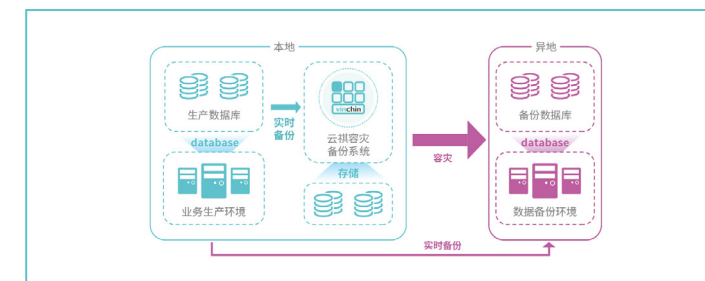 本地
生产数据库
database
业务生产环境
实时
备份
vinchin
云祺容灾
备份系统
存储
容灾
异地
备份数据库
database
数据备份环境
实时备份